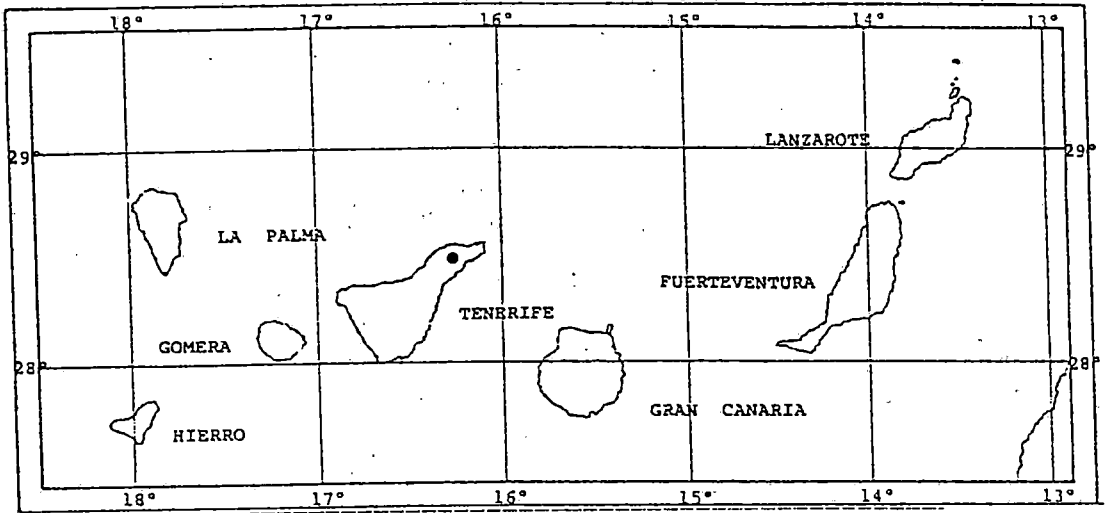 18° 17° 16° 15° 14° 13°
LANZAROTE
29° 29°
LA PALMA
FUERTEVENTURA
TENERIFE
GOMERA
28° 28°
GRAN CANARIA
HIERRO
18° 17° 16° 15° 14° 13°